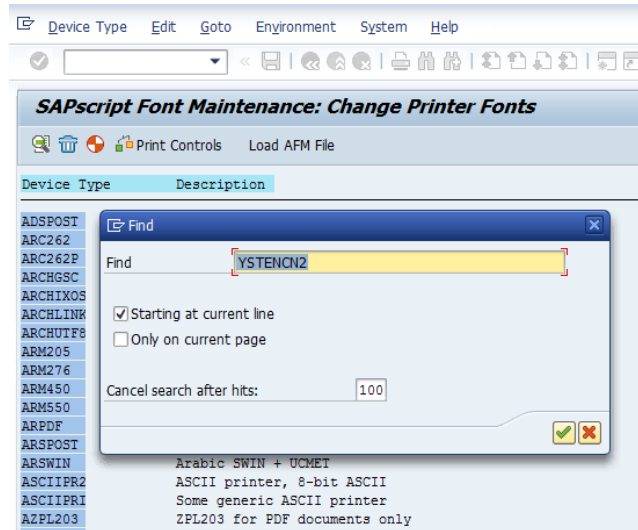 Device Type Edit Goto Environment System Help
SAPscript Font Maintenance: Change Printer Fonts
Print Controls Load AFM File
Device Type Description
ADSPOST
ARC262
ARC262P
ARCHGSC
ARCHIXOS
ARCHLINK
ARCHUTF8
ARM205
ARM276
ARM450
ARM550
ARPDF
ARSPOST
Find
Find YSTENCN2
Starting at current line
Only on current page
Cancel search after hits: 100
ARSWIN Arabic SWIN + UCMET
ASCIIPR2 ASCII printer, 8-bit ASCII
ASCIIPRI Some generic ASCII printer
AZPL203 ZPL203 for PDF documents only